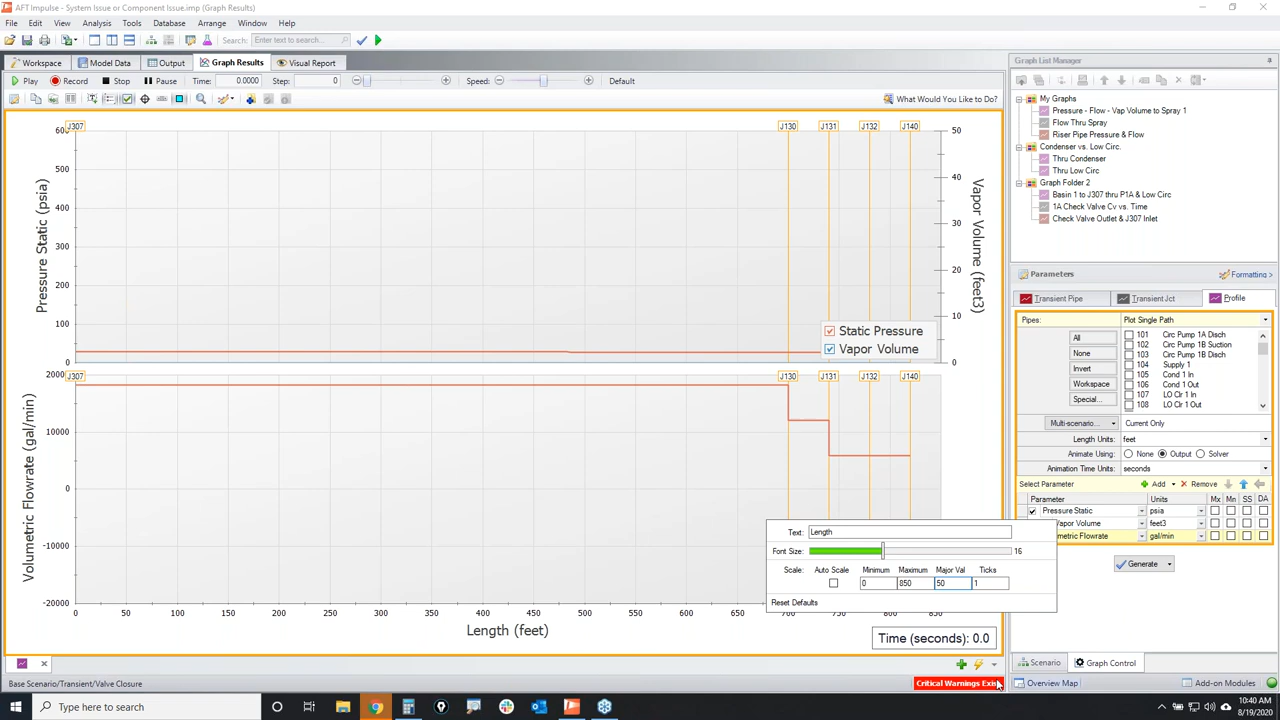 AFT Impulse - System Issue or Component Issue.imp (Graph Results)
File Edit View Analysis Tools Database Arrange Window Help
Search: Enter text to search...
Workspace Model Data Output Graph Results Visual Report
Play Record Stop Pause Time: 0.0000 Step: 0 Speed: Default
What Would You Like to Do?
J307 J130 J131 J132 J140
600 50
500
40
400
30
300
20
200
10
100
0 0
Pressure Static (psia)
Vapor Volume (feet3)
Static Pressure
Vapor Volume
J307 J130 J131 J132 J140
10000
0
-10000
-20000
Volumetric Flowrate (gal/min)
0 50 100 150 200 250 300 350 400 450 500 550 600 650 700 750 800 850
Length (feet)
Time (seconds): 0.0
Text: Length
Font Size: 16
Scale: Auto Scale Minimum Maximum Major Val Ticks
0 850 50 1
Reset Defaults
Graph List Manager
My Graphs
Pressure - Flow - Vap Volume to Spray 1
Flow Thru Spray
Riser Pipe Pressure & Flow
Condenser vs. Low Circ.
Thru Condenser
Thru Low Circ
Graph Folder 2
Basin 1 to J307 thru P1A & Low Circ
1A Check Valve Cv vs. Time
Check Valve Outlet & J307 Inlet
Parameters Formatting >
Transient Pipe Transient Jct Profile
Pipes: Plot Single Path
All
None
Invert
Workspace
Special...
101 Circ Pump 1A Disch
102 Circ Pump 1B Suction
103 Circ Pump 1B Disch
104 Supply 1
105 Cond 1 In
106 Cond 1 Out
107 LO Clr 1 In
108 LO Clr 1 Out
Multi-scenario... Current Only
Length Units: feet
Animate Using: None Output Solver
Animation Time Units: seconds
Select Parameter Add Remove
Parameter Units Mx Mn SS DA
Pressure Static psia
Vapor Volume feet3
metric Flowrate gal/min
Generate
Scenario Graph Control
Base Scenario/Transient/Valve Closure
Critical Warnings Exis
Overview Map Add-on Modules
Type here to search
10:40 AM
8/19/2020